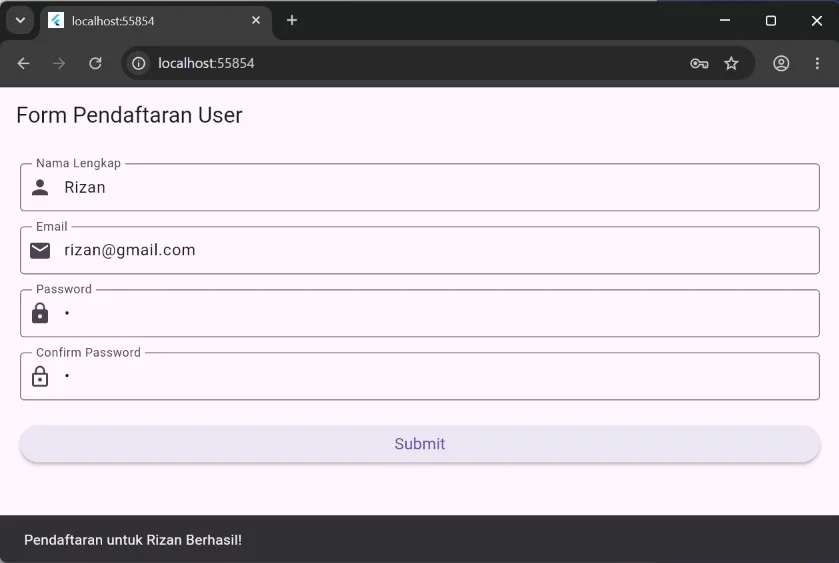 localhost:55854
localhost:55854
Form Pendaftaran User
Nama Lengkap
Rizan
Email
rizan@gmail.com
Password
•
Confirm Password
•
Submit
Pendaftaran untuk Rizan Berhasil!